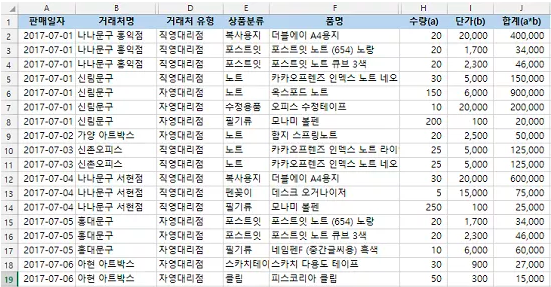 A B D E F H I J
1 판매일자 거래처명 거래처 유형 상품분류 품명 수량(a) 단가(b) 합계(a*b)
2 2017-07-01 나나문구 홍익점 직영대리점 복사용지 더블에이 A4용지 20 20,000 400,000
3 2017-07-01 나나문구 홍익점 직영대리점 포스트잇 포스트잇 노트 (654) 노랑 20 1,700 34,000
4 2017-07-01 나나문구 홍익점 직영대리점 포스트잇 포스트잇 노트 큐브 3색 20 2,300 46,000
5 2017-07-01 신림문구 자영대리점 노트 카카오프렌즈 인덱스 노트 네오 30 5,000 150,000
6 2017-07-01 신림문구 자영대리점 노트 옥스포드 노트 150 6,000 900,000
7 2017-07-01 신림문구 자영대리점 수정용품 오피스 수정테이프 10 20,000 200,000
8 2017-07-01 신림문구 자영대리점 필기류 모나미 볼펜 200 100 20,000
9 2017-07-02 가양 아트박스 자영대리점 노트 합지 스프링노트 20 2,500 50,000
10 2017-07-03 신촌오피스 직영대리점 노트 카카오프렌즈 인덱스 노트 라이 25 5,000 125,000
11 2017-07-03 신촌오피스 직영대리점 노트 카카오프렌즈 인덱스 노트 네오 25 5,000 125,000
12 2017-07-04 나나문구 서현점 직영대리점 복사용지 더블에이 A4용지 30 20,000 600,000
13 2017-07-04 나나문구 서현점 직영대리점 펜꽂이 데스크 오거나이저 5 15,000 75,000
14 2017-07-04 나나문구 서현점 직영대리점 필기류 모나미 볼펜 250 100 25,000
15 2017-07-05 홍대문구 자영대리점 포스트잇 포스트잇 노트 (654) 노랑 20 1,700 34,000
16 2017-07-05 홍대문구 자영대리점 포스트잇 포스트잇 노트 큐브 3색 20 2,300 46,000
17 2017-07-05 홍대문구 자영대리점 필기류 네임펜F (중간글씨용) 흑색 10 6,000 60,000
18 2017-07-06 아현 아트박스 자영대리점 스카치테이 스카치 다용도 테이프 30 900 27,000
19 2017-07-06 아현 아트박스 자영대리점 클립 피스코리아 클립 50 300 15,000